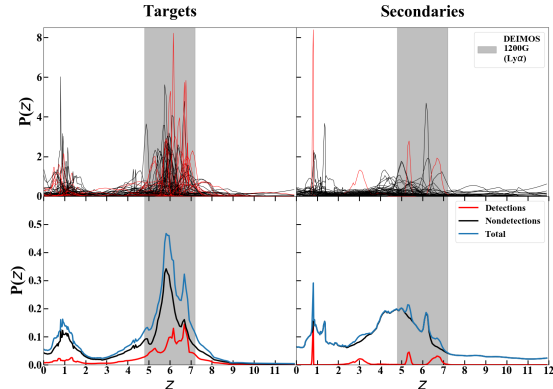 Targets
Secondaries
8
6
4
2
0
P(z)
DEIMOS
1200G
(Lyα)
0.5
0.4
0.3
0.2
0.1
0.0
P(z)
Detections
Nondetections
Total
0 1 2 3 4 5 6 7 8 9 10 11
0 1 2 3 4 5 6 7 8 9 10 11 12
z
z